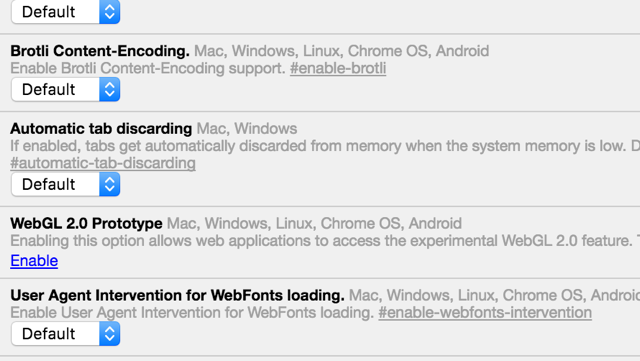 Default
Brotli Content-Encoding. Mac, Windows, Linux, Chrome OS, Android
Enable Brotli Content-Encoding support. #enable-brotli
Default
Automatic tab discarding Mac, Windows
If enabled, tabs get automatically discarded from memory when the system memory is low. D
#automatic-tab-discarding
Default
WebGL 2.0 Prototype Mac, Windows, Linux, Chrome OS, Android
Enabling this option allows web applications to access the experimental WebGL 2.0 feature. T
Enable
User Agent Intervention for WebFonts loading. Mac, Windows, Linux, Chrome OS, Androi
Enable User Agent Intervention for WebFonts loading. #enable-webfonts-intervention
Default